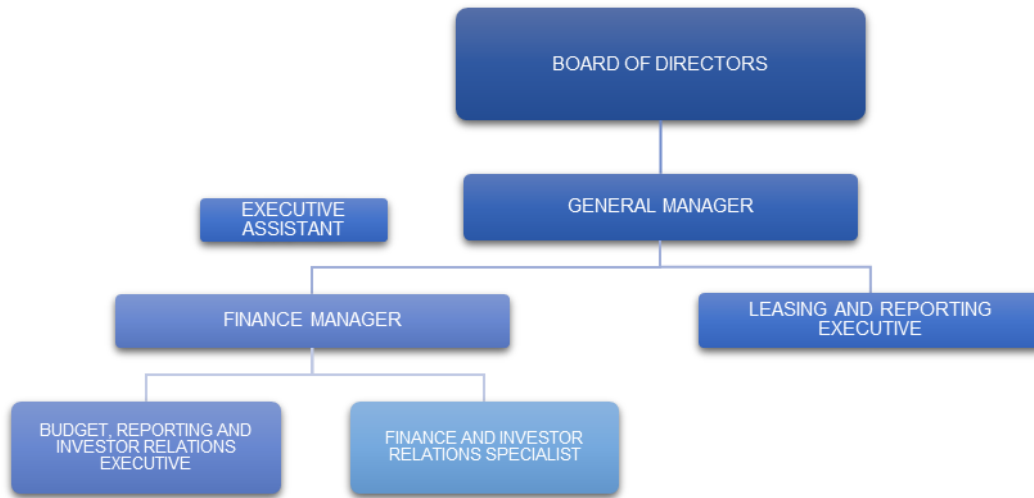 BOARD OF DIRECTORS
GENERAL MANAGER
EXECUTIVE
ASSISTANT
FINANCE MANAGER
LEASING AND REPORTING
EXECUTIVE
BUDGET, REPORTING AND
INVESTOR RELATIONS
EXECUTIVE
FINANCE AND INVESTOR
RELATIONS SPECIALIST